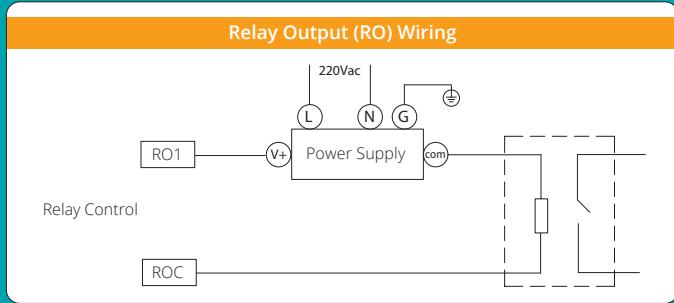 Relay Output (RO) Wiring
220Vac
L
N
G
RO1
V+
Power Supply
com
Relay Control
ROC